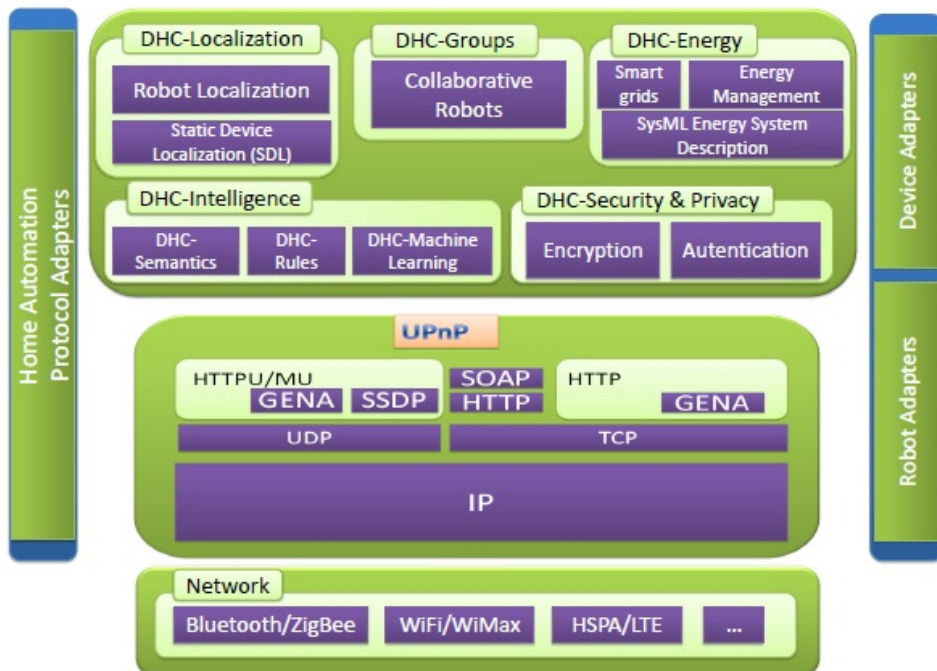 DHC-Localization
Robot Localization
Static Device
Localization (SDL)
DHC-Groups
Collaborative
Robots
DHC-Energy
Smart
grids
Energy
Management
SysML Energy System
Description
DHC-Intelligence
DHC-
Semantics
DHC-
Rules
DHC-Machine
Learning
DHC-Security & Privacy
Encryption
Autentication
Home Automation
Protocol Adapters
Device Adapters
Robot Adapters
UPnP
HTTPU/MU
GENA
SSDP
SOAP
HTTP
HTTP
GENA
UDP
TCP
IP
Network
Bluetooth/ZigBee
WiFi/WiMax
HSPA/LTE
...